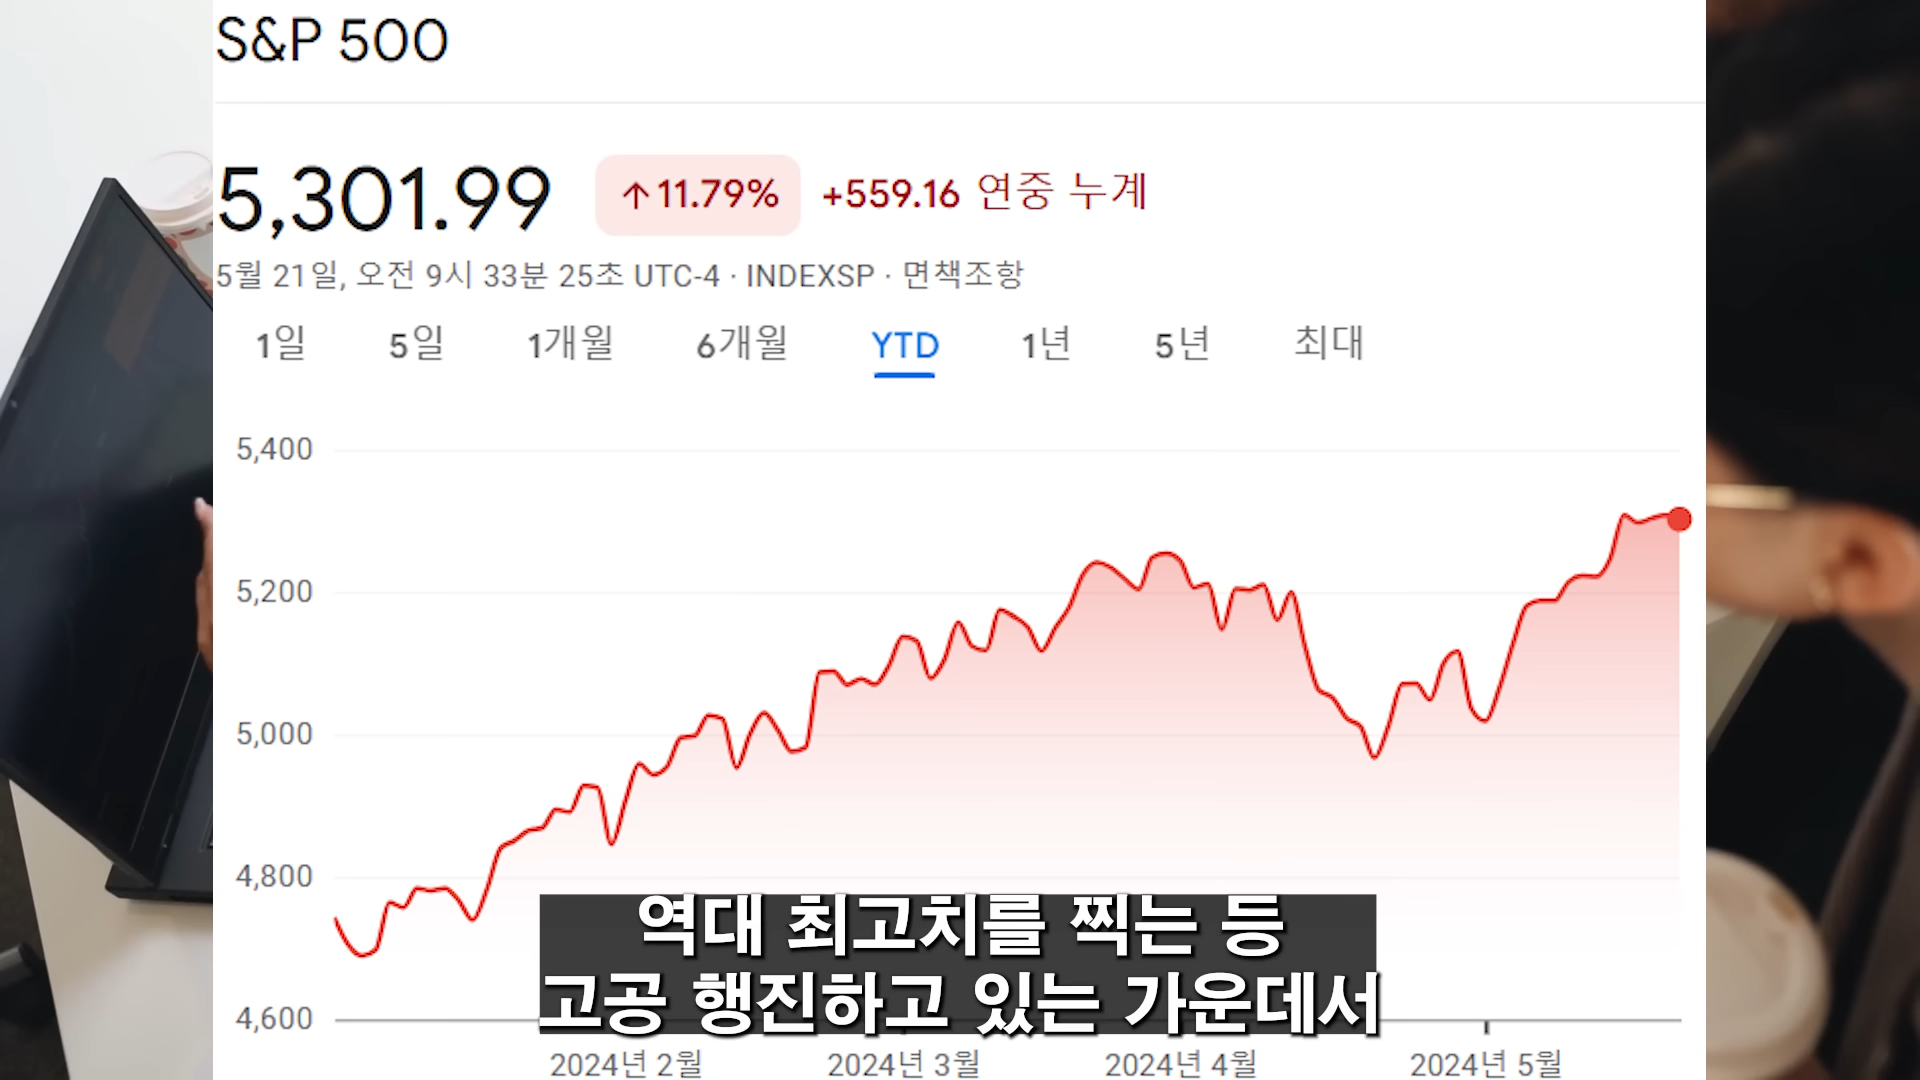 S&P 500
5,301.99 ↑11.79% +559.16 연중 누계
5월 21일, 오전 9시 33분 25초 UTC-4 · INDEXSP · 면책조항
1일 5일 1개월 6개월 YTD 1년 5년 최대
5,400
5,200
5,000
4,800
4,600
역대 최고치를 찍는 등
고공 행진하고 있는 가운데서
2024년 2월 2024년 3월 2024년 4월 2024년 5월